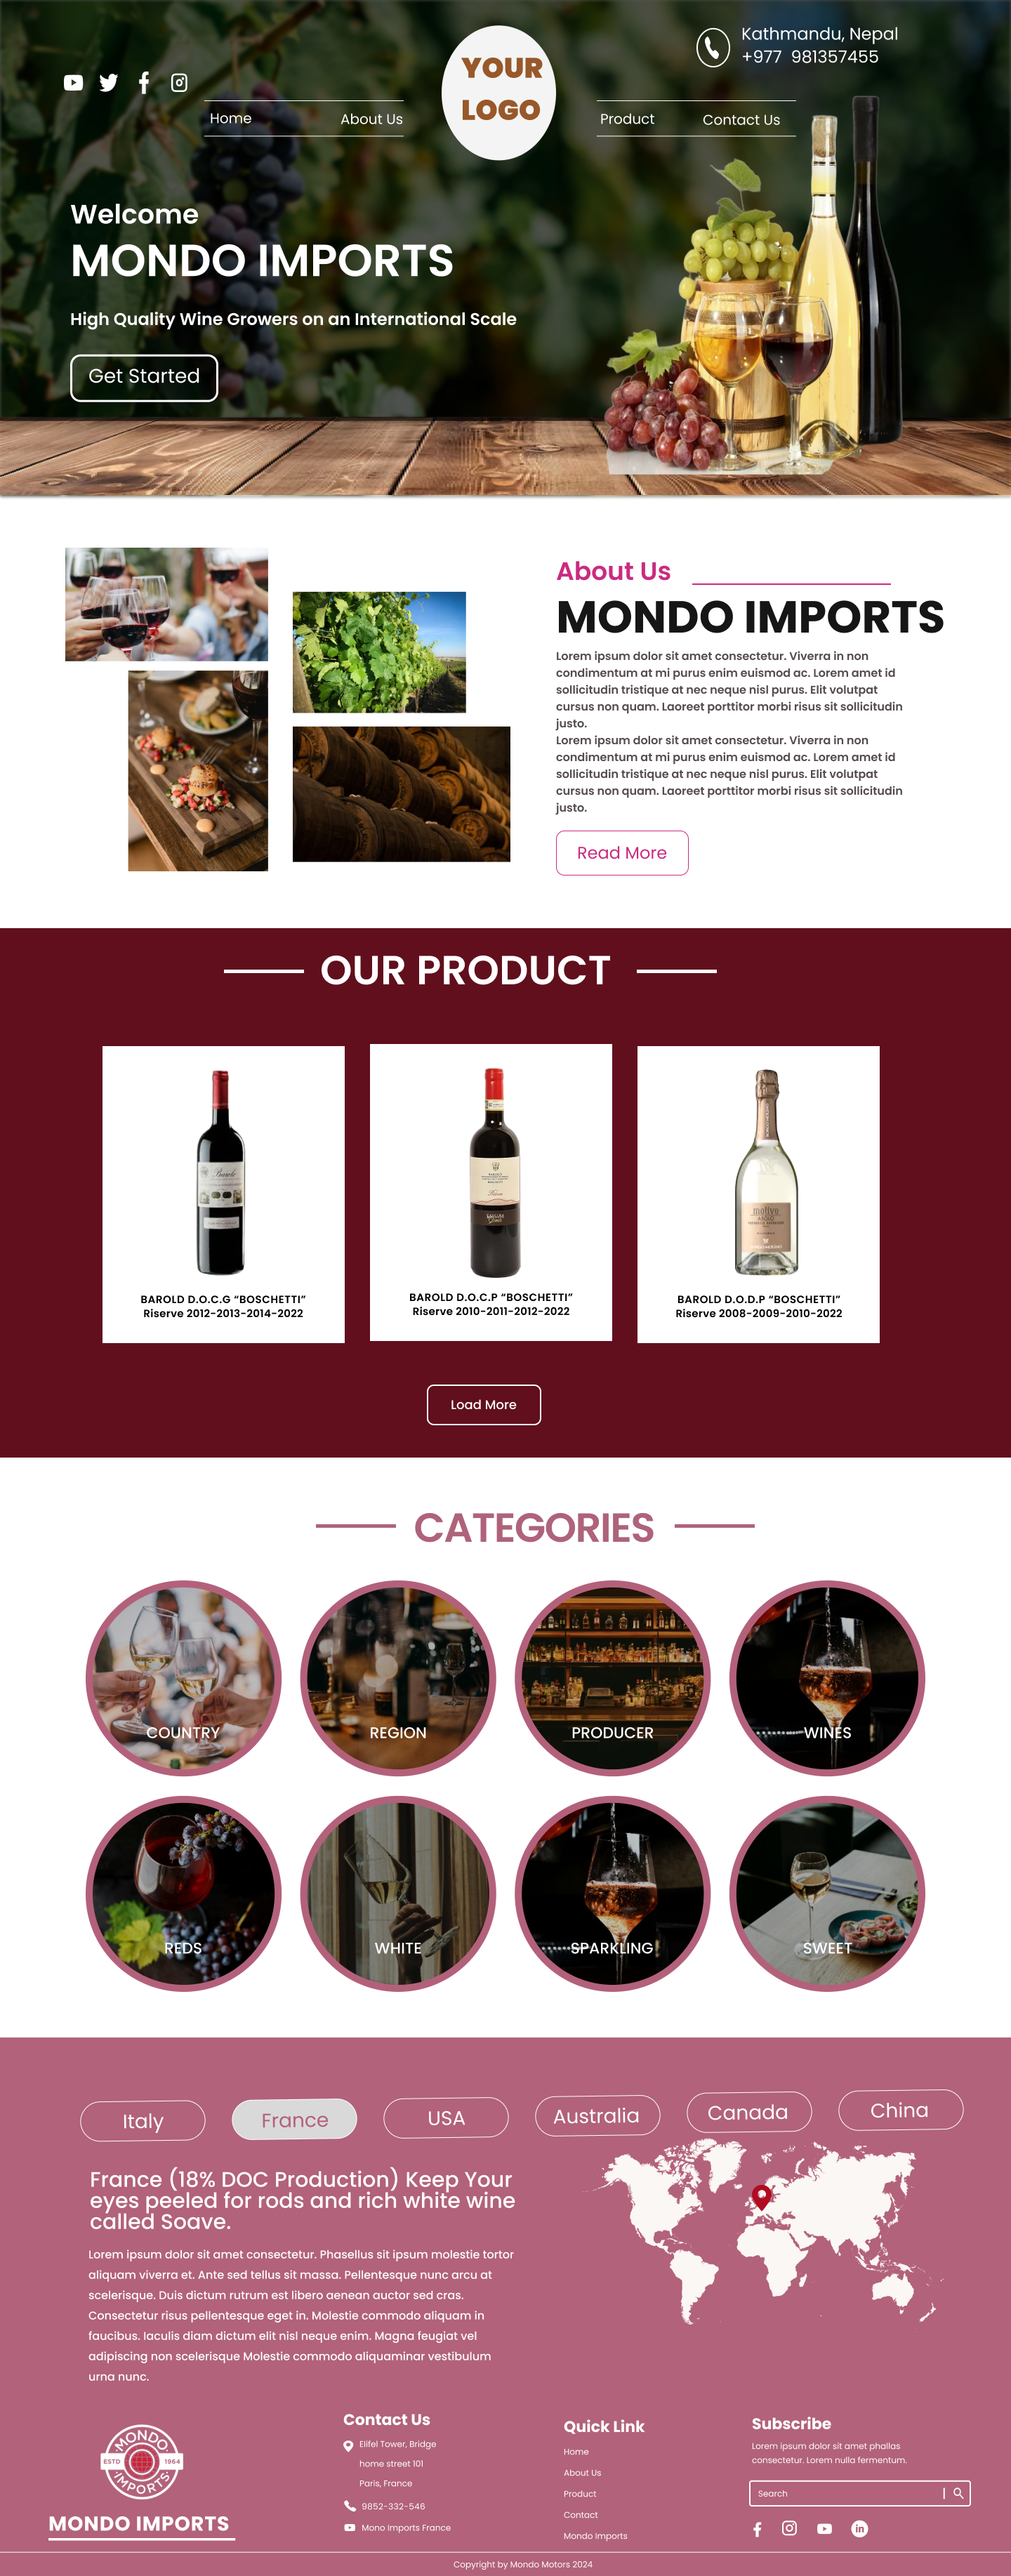 Kathmandu, Nepal
+977 981357455
YOUR
LOGO
Home
About Us
Product
Contact Us
Welcome
MONDO IMPORTS
High Quality Wine Growers on an International Scale
Get Started
About Us
MONDO IMPORTS
Lorem ipsum dolor sit amet consectetur. Viverra in non
condimentum at mi purus enim euismod ac. Lorem amet id
sollicitudin tristique at nec neque nisl purus. Elit volutpat
cursus non quam. Laoreet porttitor morbi risus sit sollicitudin
justo.
Lorem ipsum dolor sit amet consectetur. Viverra in non
condimentum at mi purus enim euismod ac. Lorem amet id
sollicitudin tristique at nec neque nisl purus. Elit volutpat
cursus non quam. Laoreet porttitor morbi risus sit sollicitudin
justo.
Read More
OUR PRODUCT
Barolo
BAROLO
motivo
BAROLD D.O.C.G “BOSCHETTI”
Riserve 2012-2013-2014-2022
BAROLD D.O.C.P “BOSCHETTI”
Riserve 2010-2011-2012-2022
BAROLD D.O.D.P “BOSCHETTI”
Riserve 2008-2009-2010-2022
Load More
CATEGORIES
COUNTRY
REGION
PRODUCER
WINES
REDS
WHITE
SPARKLING
SWEET
Italy
France
USA
Australia
Canada
China
France (18% DOC Production) Keep Your
eyes peeled for rods and rich white wine
called Soave.
Lorem ipsum dolor sit amet consectetur. Phasellus sit ipsum molestie tortor
aliquam viverra et. Ante sed tellus sit massa. Pellentesque nunc arcu at
scelerisque. Duis dictum rutrum est libero aenean auctor sed cras.
Consectetur risus pellentesque eget in. Molestie commodo aliquam in
faucibus. Iaculis diam dictum elit nisl neque enim. Magna feugiat vel
adipiscing non scelerisque Molestie commodo aliquaminar vestibulum
urna nunc.
MONDO
ESTD
1964
IMPORTS
MONDO IMPORTS
Contact Us
Elifel Tower, Bridge
home street 101
Paris, France
9852-332-546
Mono Imports France
Quick Link
Home
About Us
Product
Contact
Mondo Imports
Subscribe
Lorem ipsum dolor sit amet phallas
consectetur. Lorem nulla fermentum.
Search
in
Copyright by Mondo Motors 2024